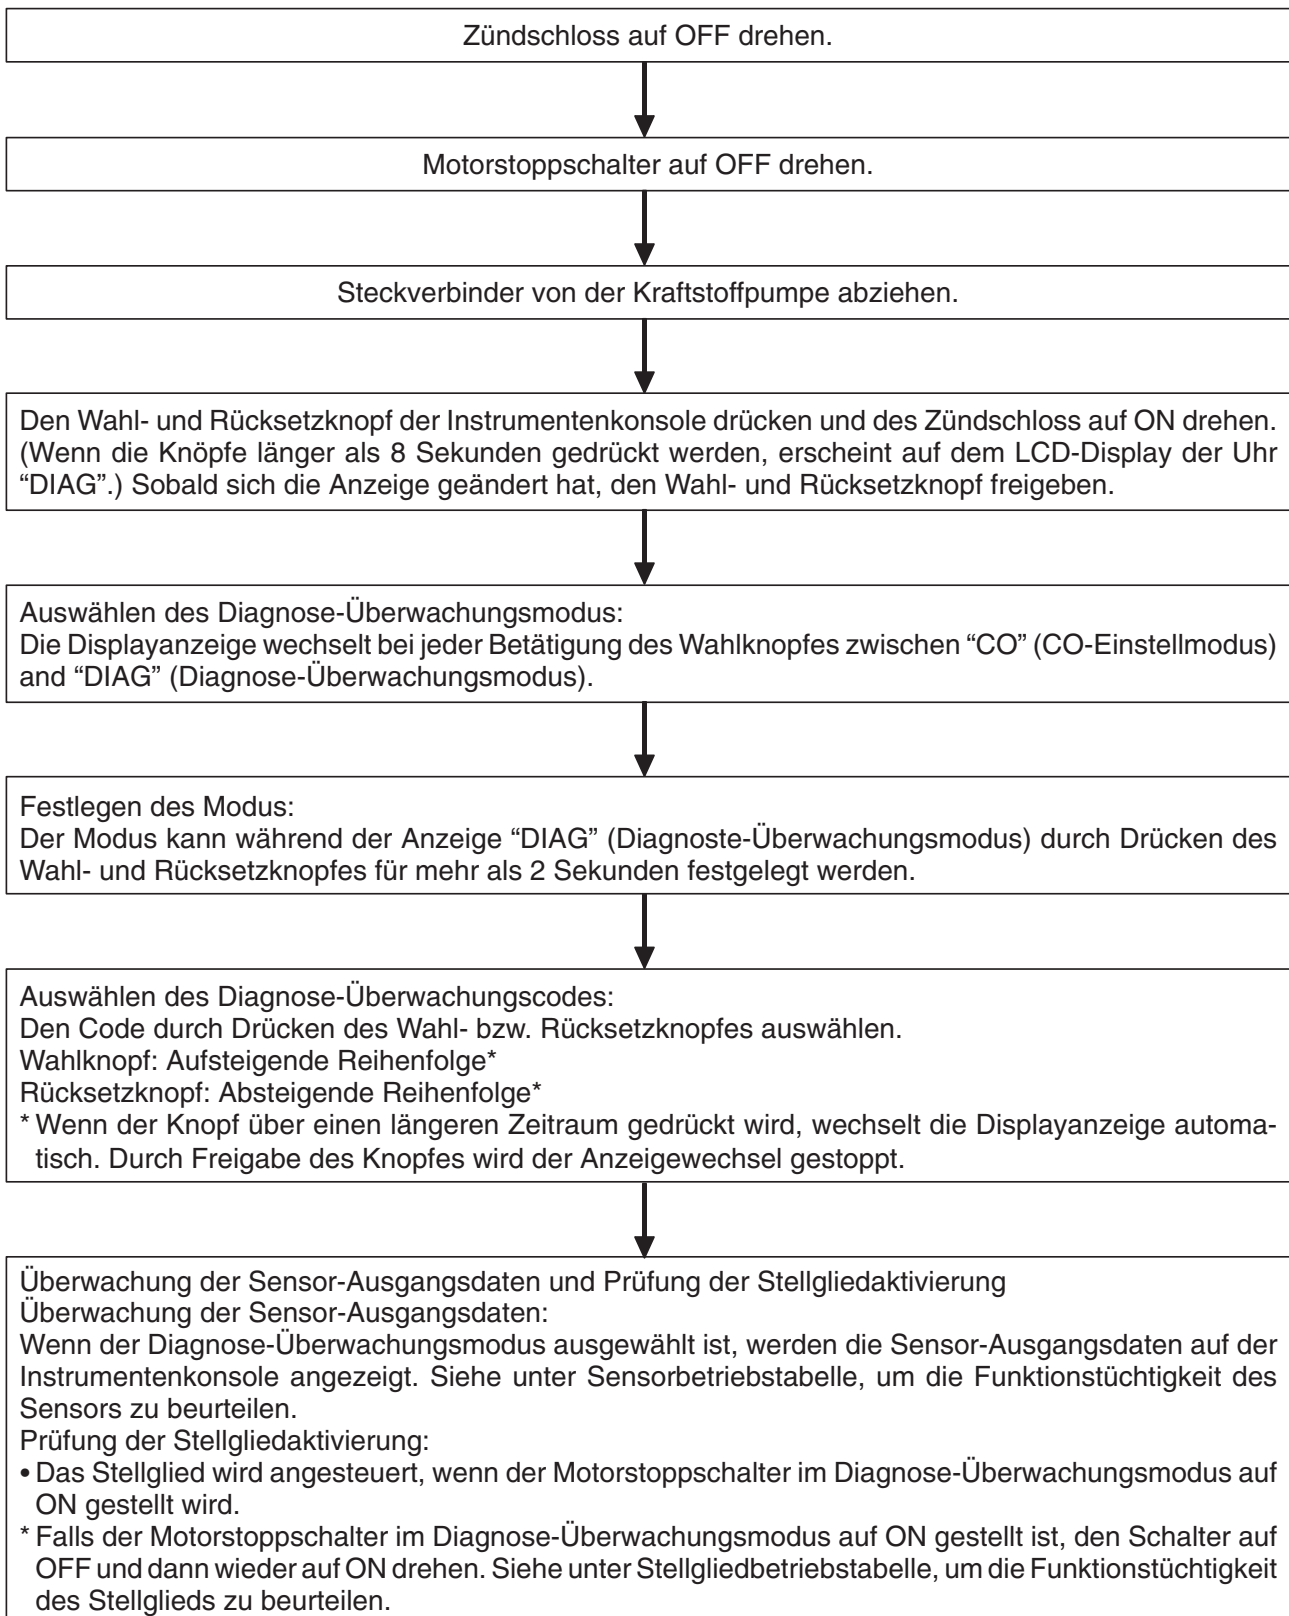 Zündschloss auf OFF drehen.
Motorstoppschalter auf OFF drehen.
Steckverbinder von der Kraftstoffpumpe abziehen.
Den Wahl- und Rücksetzknopf der Instrumentenkonsole drücken und des Zündschloss auf ON drehen.
(Wenn die Knöpfe länger als 8 Sekunden gedrückt werden, erscheint auf dem LCD-Display der Uhr
“DIAG”.) Sobald sich die Anzeige geändert hat, den Wahl- und Rücksetzknopf freigeben.
Auswählen des Diagnose-Überwachungsmodus:
Die Displayanzeige wechselt bei jeder Betätigung des Wahlknopfes zwischen “CO” (CO-Einstellmodus)
and “DIAG” (Diagnose-Überwachungsmodus).
Festlegen des Modus:
Der Modus kann während der Anzeige “DIAG” (Diagnoste-Überwachungsmodus) durch Drücken des
Wahl- und Rücksetzknopfes für mehr als 2 Sekunden festgelegt werden.
Auswählen des Diagnose-Überwachungscodes:
Den Code durch Drücken des Wahl- bzw. Rücksetzknopfes auswählen.
Wahlknopf: Aufsteigende Reihenfolge*
Rücksetzknopf: Absteigende Reihenfolge*
* Wenn der Knopf über einen längeren Zeitraum gedrückt wird, wechselt die Displayanzeige automa-
tisch. Durch Freigabe des Knopfes wird der Anzeigewechsel gestoppt.
Überwachung der Sensor-Ausgangsdaten und Prüfung der Stellgliedaktivierung
Überwachung der Sensor-Ausgangsdaten:
Wenn der Diagnose-Überwachungsmodus ausgewählt ist, werden die Sensor-Ausgangsdaten auf der
Instrumentenkonsole angezeigt. Siehe unter Sensorbetriebstabelle, um die Funktionstüchtigkeit des
Sensors zu beurteilen.
Prüfung der Stellgliedaktivierung:
• Das Stellglied wird angesteuert, wenn der Motorstoppschalter im Diagnose-Überwachungsmodus auf
ON gestellt wird.
* Falls der Motorstoppschalter im Diagnose-Überwachungsmodus auf ON gestellt ist, den Schalter auf
OFF und dann wieder auf ON drehen. Siehe unter Stellgliedbetriebstabelle, um die Funktionstüchtigkeit
des Stellglieds zu beurteilen.